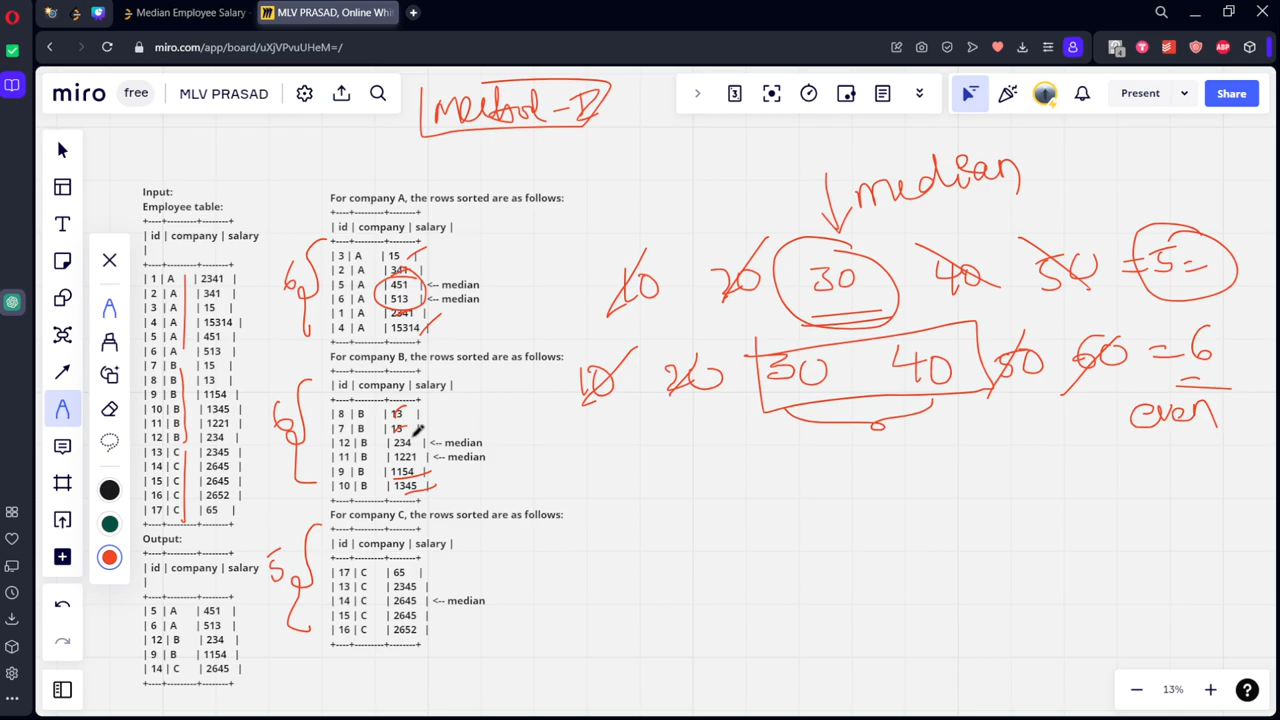 Median Employee Salary
MLV PRASAD, Online Whi
miro.com/app/board/uXjVPvuUHeM=/
miro free MLV PRASAD
Present
Share
Method - I
Input:
Employee table:
+----+---------+--------+
| id | company | salary
|
+----+---------+--------+
| 1 | A | 2341 |
| 2 | A | 341 |
| 3 | A | 15 |
| 4 | A | 15314 |
| 5 | A | 451 |
| 6 | A | 513 |
| 7 | B | 15 |
| 8 | B | 13 |
| 9 | B | 1154 |
| 10 | B | 1345 |
| 11 | B | 1221 |
| 12 | B | 234 |
| 13 | C | 2345 |
| 14 | C | 2645 |
| 15 | C | 2645 |
| 16 | C | 2652 |
| 17 | C | 65 |
+----+---------+--------+
Output:
+----+---------+--------+
| id | company | salary
|
+----+---------+--------+
| 5 | A | 451 |
| 6 | A | 513 |
| 12 | B | 234 |
| 9 | B | 1154 |
| 14 | C | 2645 |
+----+---------+--------+
For company A, the rows sorted are as follows:
+----+---------+--------+
| id | company | salary |
+----+---------+--------+
| 3 | A | 15 |
| 2 | A | 341 |
| 5 | A | 451 | <-- median
| 6 | A | 513 | <-- median
| 1 | A | 2341 |
| 4 | A | 15314 |
+----+---------+--------+
6
For company B, the rows sorted are as follows:
+----+---------+--------+
| id | company | salary |
+----+---------+--------+
| 8 | B | 13 |
| 7 | B | 15 |
| 12 | B | 234 | <-- median
| 11 | B | 1221 | <-- median
| 9 | B | 1154 |
| 10 | B | 1345 |
+----+---------+--------+
6
For company C, the rows sorted are as follows:
+----+---------+--------+
| id | company | salary |
+----+---------+--------+
| 17 | C | 65 |
| 13 | C | 2345 |
| 14 | C | 2645 | <-- median
| 15 | C | 2645 |
| 16 | C | 2652 |
+----+---------+--------+
5
median
10 20 30 40 50 = 5 =
10 20 30 40 50 60 = 6
even
13%